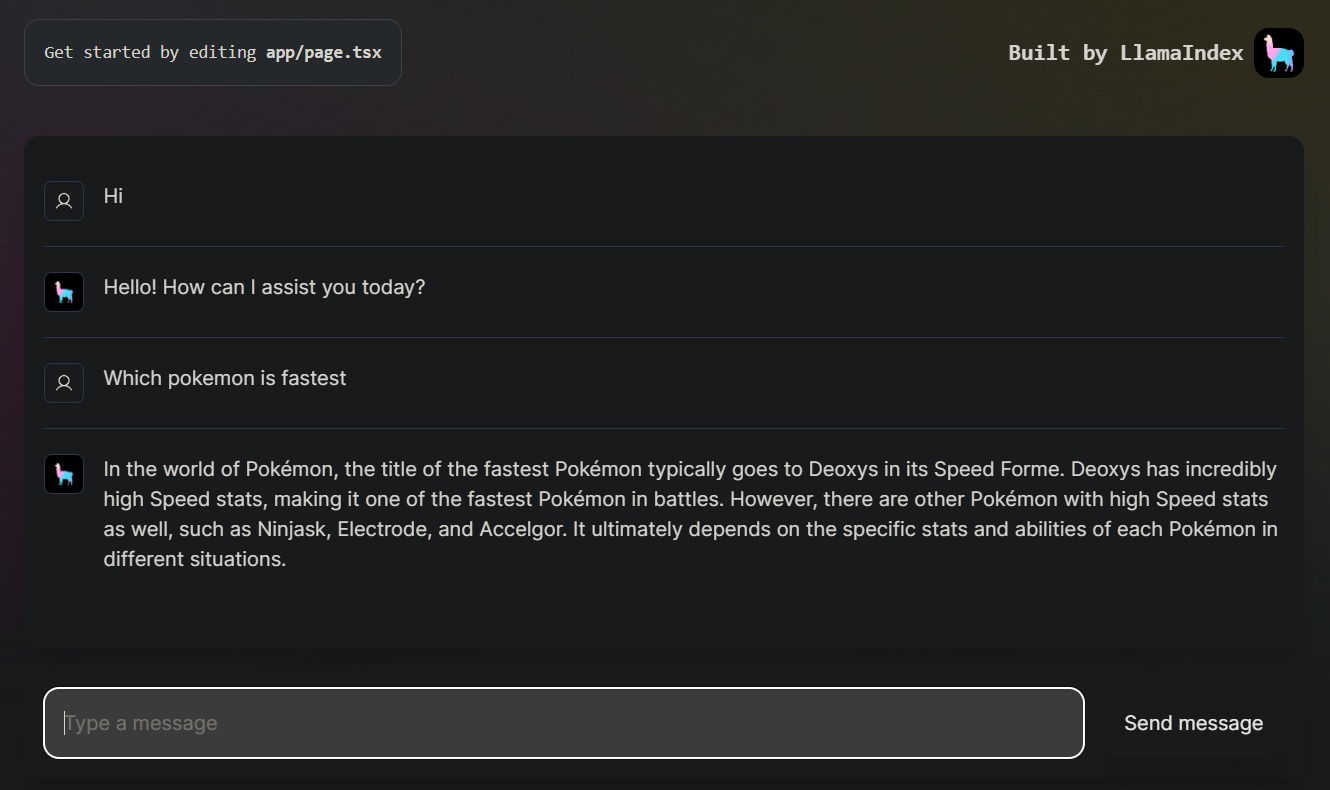 Get started by editing app/page.tsx
Built by LlamaIndex
Hi
Hello! How can I assist you today?
Which pokemon is fastest
In the world of Pokémon, the title of the fastest Pokémon typically goes to Deoxys in its Speed Forme. Deoxys has incredibly
high Speed stats, making it one of the fastest Pokémon in battles. However, there are other Pokémon with high Speed stats
as well, such as Ninjask, Electrode, and Accelgor. It ultimately depends on the specific stats and abilities of each Pokémon in
different situations.
Type a message
Send message